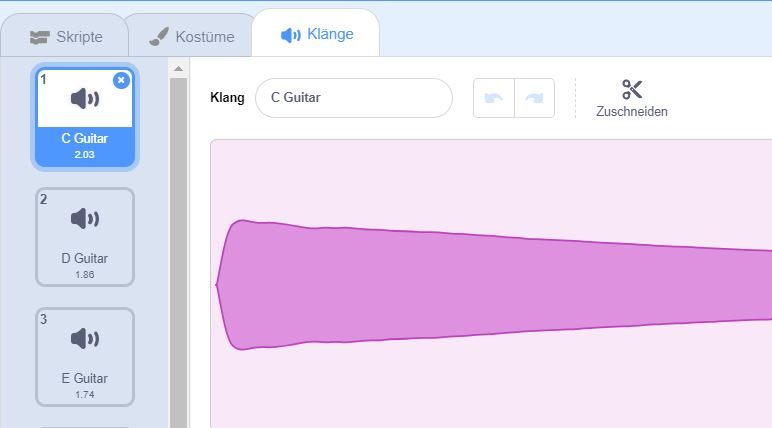 Skripte
Kostüme
Klänge
1
C Guitar
2.03
2
D Guitar
1.86
3
E Guitar
1.74
Klang
C Guitar
Zuschneiden